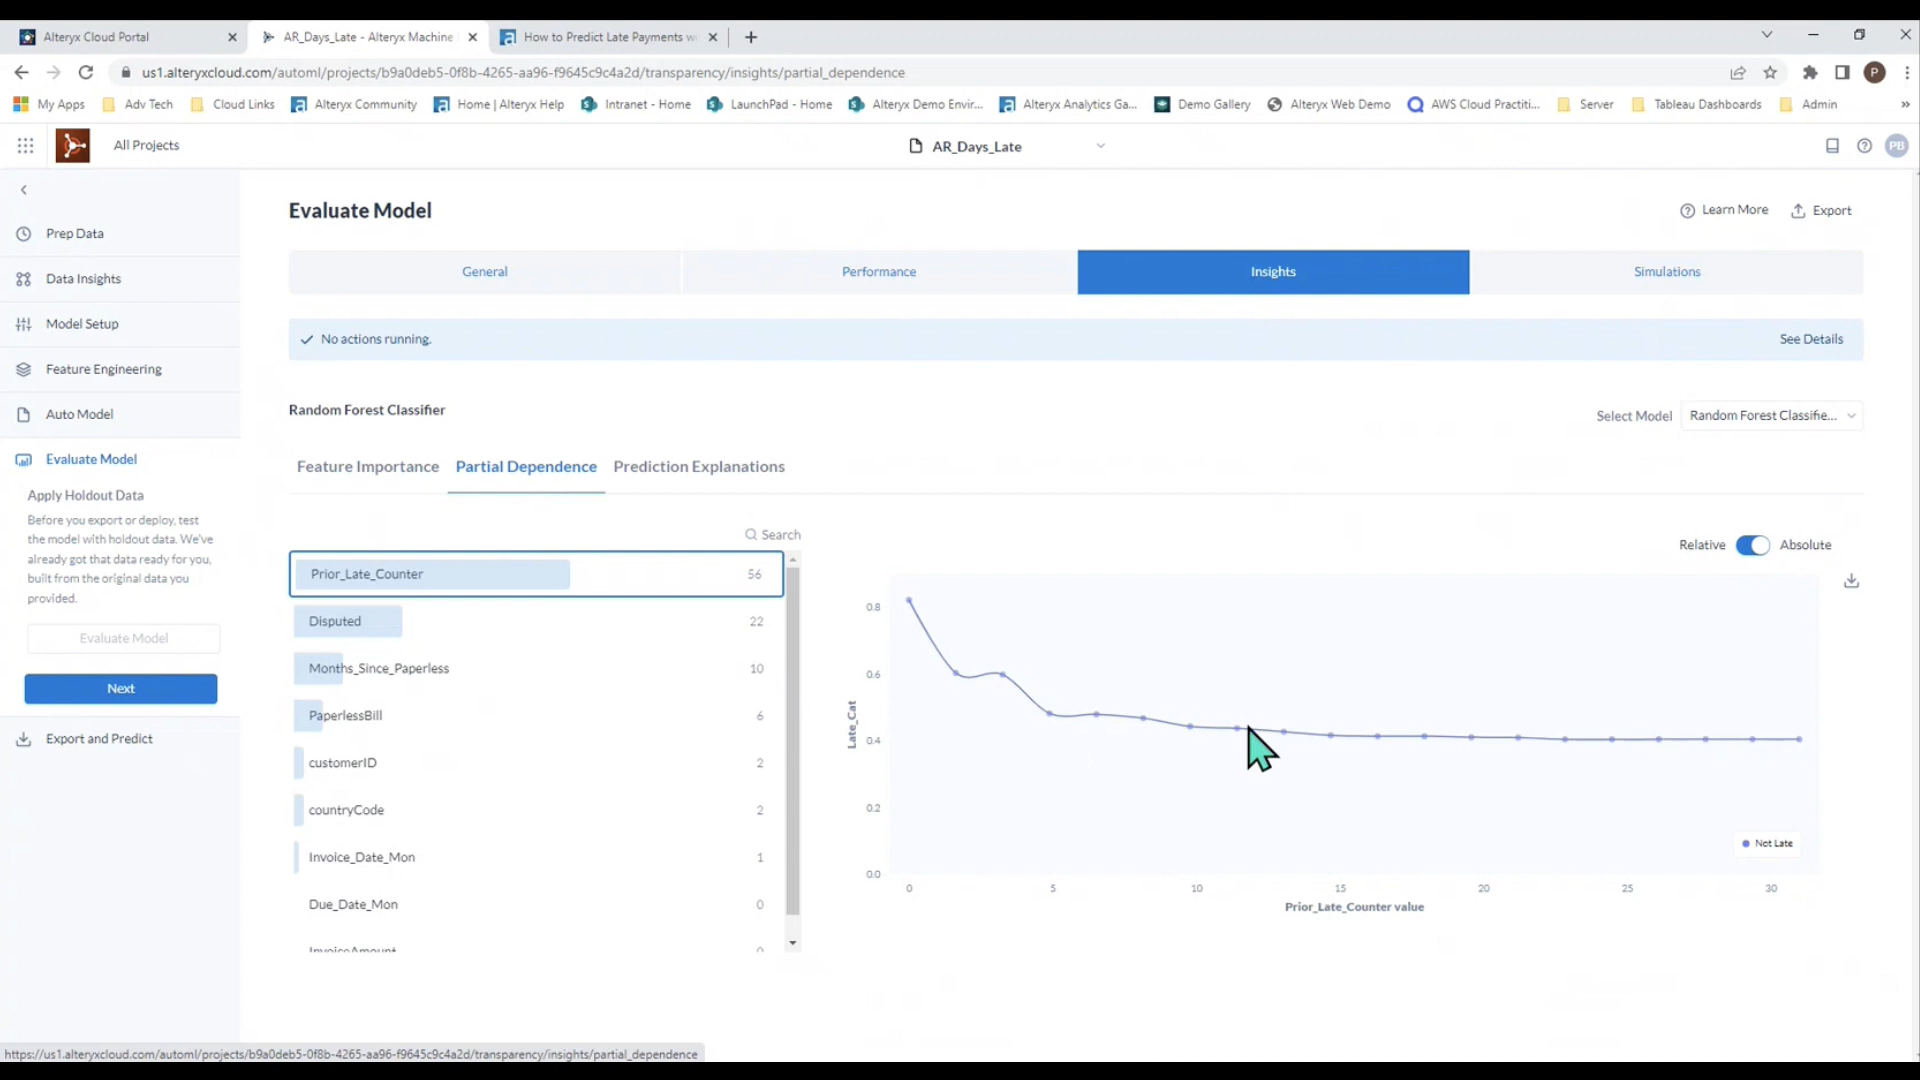 Alteryx Cloud Portal
AR_Days_Late - Alteryx Machine
How to Predict Late Payments w
us1.alteryxcloud.com/automl/projects/b9a0deb5-0f8b-4265-aa96-f9645c9c4a2d/transparency/insights/partial_dependence
P
My Apps
Adv Tech
Cloud Links
Alteryx Community
Home | Alteryx Help
Intranet - Home
LaunchPad - Home
Alteryx Demo Envir...
Alteryx Analytics Ga...
Demo Gallery
Alteryx Web Demo
AWS Cloud Practiti...
Server
Tableau Dashboards
Admin
»
All Projects
AR_Days_Late
PB
Prep Data
Data Insights
Model Setup
Feature Engineering
Auto Model
Evaluate Model
Apply Holdout Data
Before you export or deploy, test
the model with holdout data. We've
already got that data ready for you,
built from the original data you
provided.
Evaluate Model
Next
Export and Predict
Evaluate Model
Learn More
Export
General
Performance
Insights
Simulations
No actions running.
See Details
Random Forest Classifier
Select Model
Random Forest Classifie...
Feature Importance
Partial Dependence
Prediction Explanations
Search
Prior_Late_Counter 56
Disputed 22
Months_Since_Paperless 10
PaperlessBill 6
customerID 2
countryCode 2
Invoice_Date_Mon 1
Due_Date_Mon 0
InvoiceAmount 0
Relative
Absolute
0.8
0.6
0.4
0.2
0.0
Late_Cat
Not Late
0 5 10 15 20 25 30
Prior_Late_Counter value
https://us1.alteryxcloud.com/automl/projects/b9a0deb5-0f8b-4265-aa96-f9645c9c4a2d/transparency/insights/partial_dependence